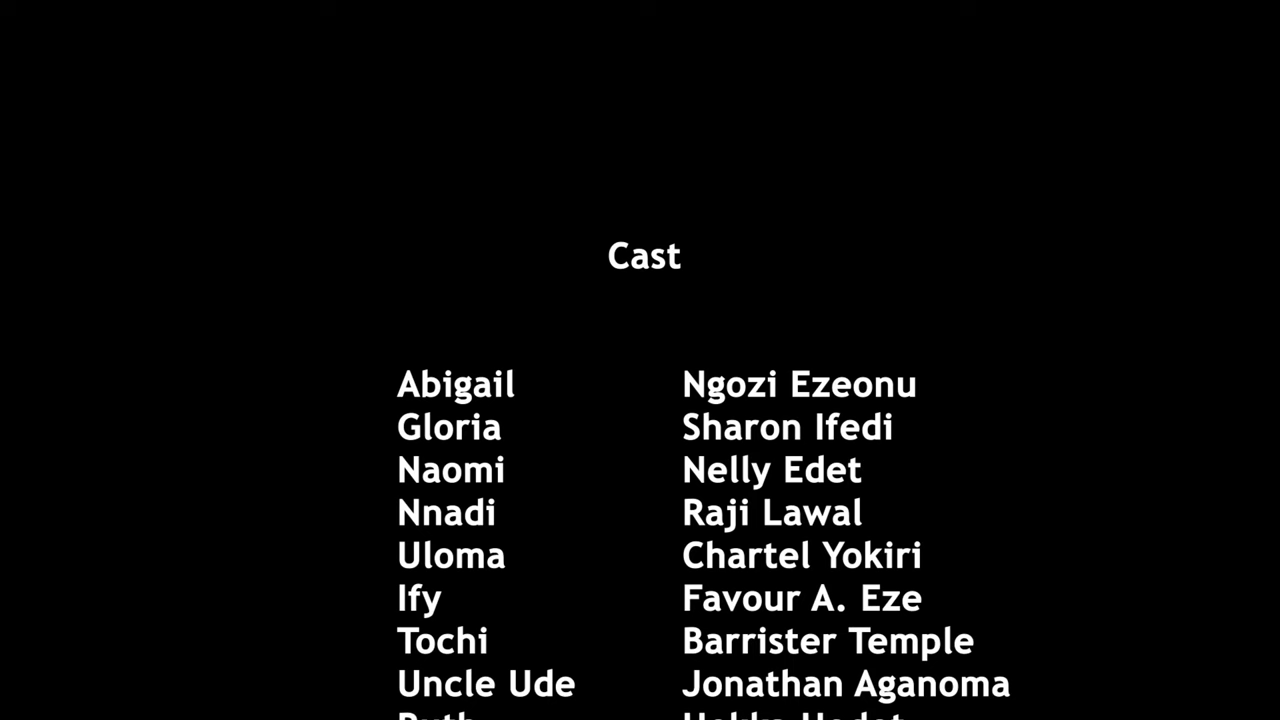 Cast
Abigail Ngozi Ezeonu
Gloria Sharon Ifedi
Naomi Nelly Edet
Nnadi Raji Lawal
Uloma Chartel Yokiri
Ify Favour A. Eze
Tochi Barrister Temple
Uncle Ude Jonathan Aganoma